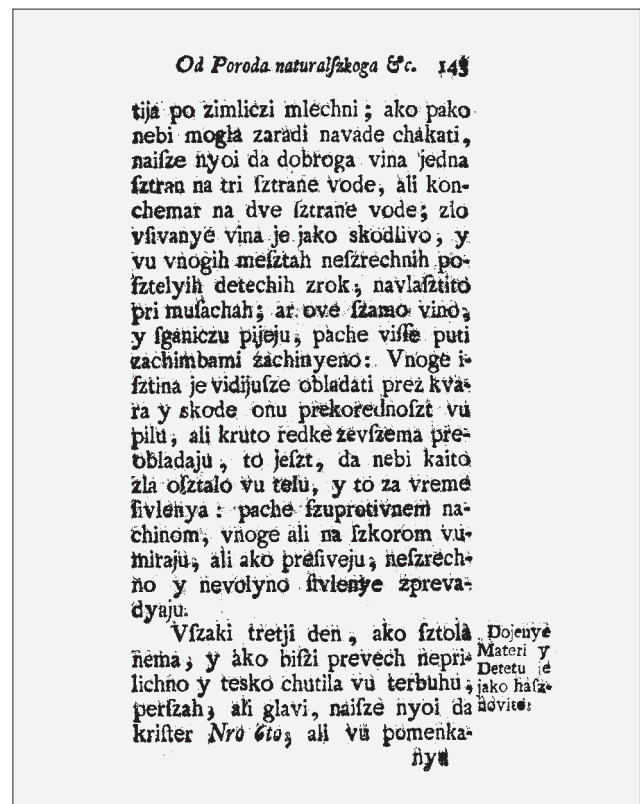 Od Poroda naturalſzkoga &c. 143
tija po zimliczi mlechni; ako pako
nebi mogla zaradi navade chakati,
naiſze nyoi da dobroga vina jedna
ſztran na tri ſztrane vode, ali kon-
chemar na dve ſztrane vode; zlo
vſivanye vina je jako skodlivo, y
vu vnogih meſztah neſzrechnih po-
ſztelyih detechih zrok, navlaſztito
pri muſachah; ar ove ſzamo vino,
y ſganiczu pijeju, pache viſſe puti
zachimbami zachinyeno: Vnoge i-
ſztina je vidijuſze obladati prez kva-
ra y skode onu prekorednoſzt vu
pilu, ali kruto redke zevſzema pre-
obladaju, to jeſzt, da nebi kaito
zla oſztalo vu telu, y to za vreme
ſivlenya: pache ſzuprotivnem na-
chinom, vnoge ali na ſzkorom vu-
miraju, ali ako preſiveju, neſzrech-
no y nevolyno ſivlenye zpreva-
dyaju.
Vſzaki tretji den, ako ſztola
nema, y ako biſzi prevech nepri-
lichno y tesko chutila vu terbuhu,
perſzah, ali glavi, naiſze nyoi da
kriſter Nro 6to, ali vu pomenka-
nyu
Dojenye
Materi y
Detetu je
jako haſz-
novito.